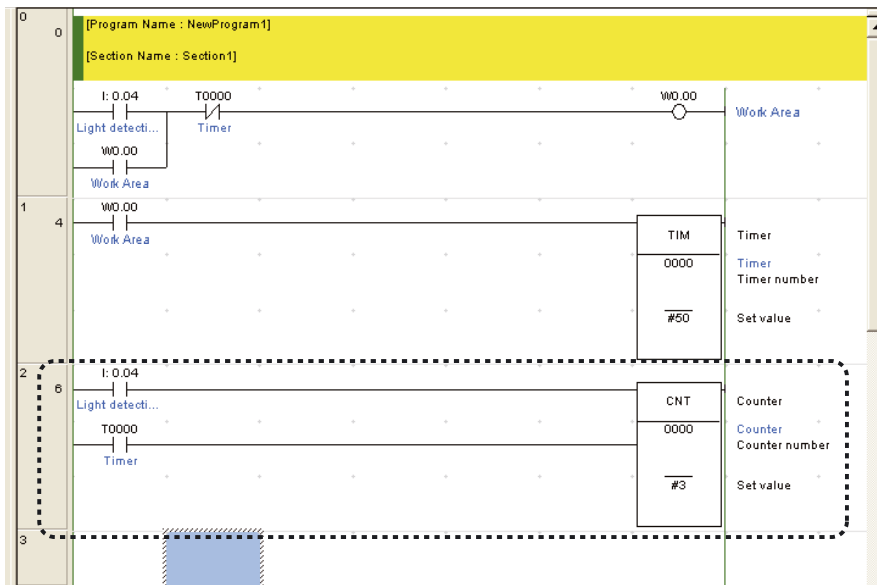 0
0
[Program Name : NewProgram1]
[Section Name : Section1]
I: 0.04 T0000 W0.00
Light detecti... Timer Work Area
W0.00
Work Area
1
4
W0.00
Work Area
TIM Timer
0000 Timer
Timer number
#50 Set value
2
6
I: 0.04
Light detecti...
CNT Counter
T0000
Timer
0000 Counter
Counter number
#3 Set value
3